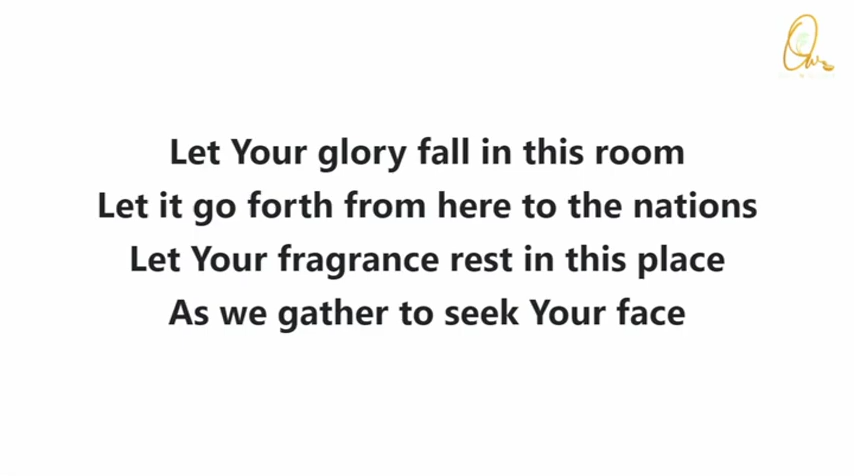 Let Your glory fall in this room
Let it go forth from here to the nations
Let Your fragrance rest in this place
As we gather to seek Your face